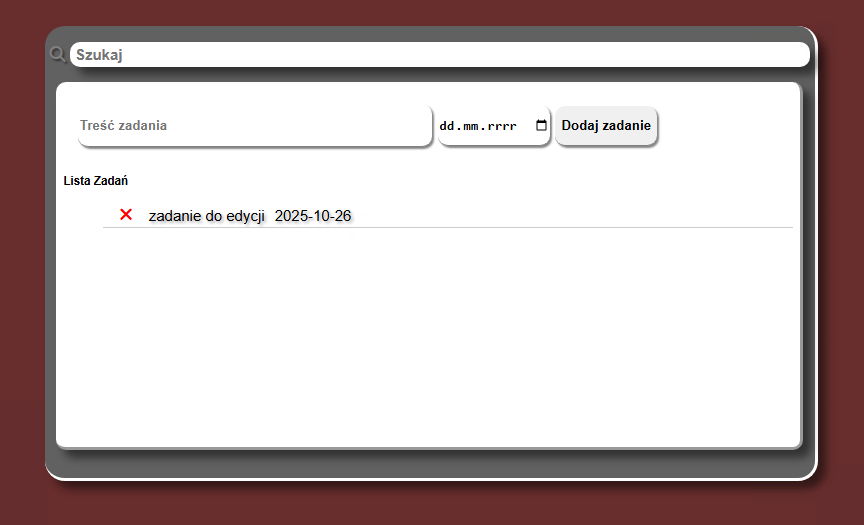 Szukaj
Treść zadania dd.mm.rrrr Dodaj zadanie
Lista Zadań
zadanie do edycji 2025-10-26